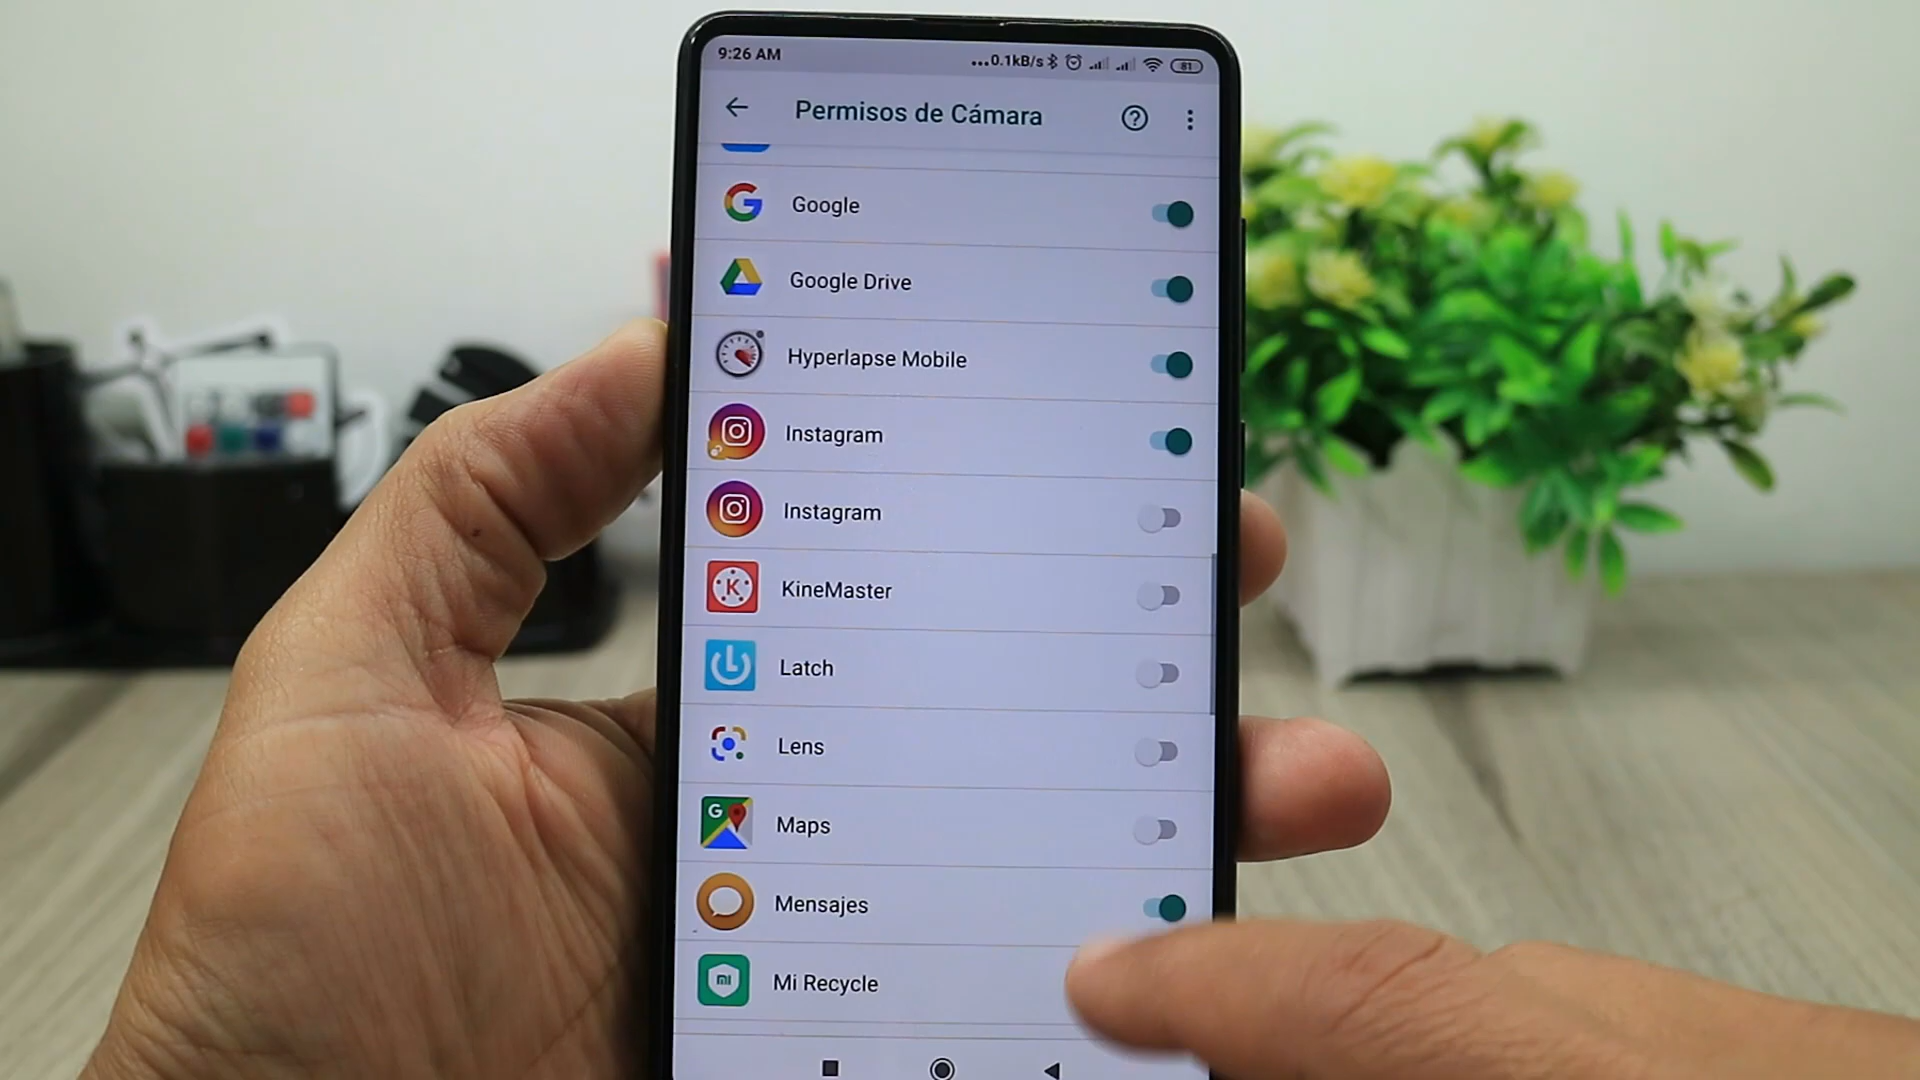 9:26 AM
...0.1kB/s
81
Permisos de Cámara
Google
Google Drive
Hyperlapse Mobile
Instagram
Instagram
KineMaster
Latch
Lens
Maps
Mensajes
Mi Recycle